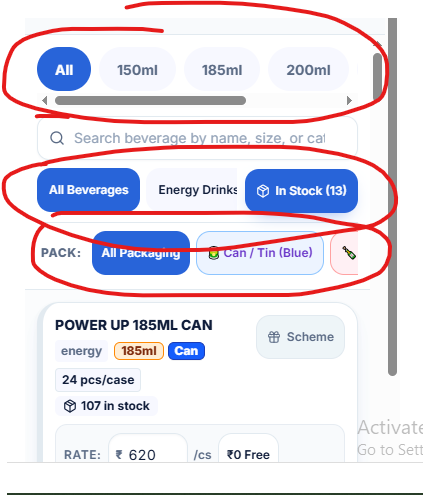 All 150ml 185ml 200ml
Search beverage by name, size, or cat
All Beverages Energy Drinks In Stock (13)
PACK: All Packaging Can / Tin (Blue)
POWER UP 185ML CAN
Scheme
energy 185ml Can
24 pcs/case
107 in stock
RATE: ₹ 620 /cs ₹0 Free
Activate
Go to Sett